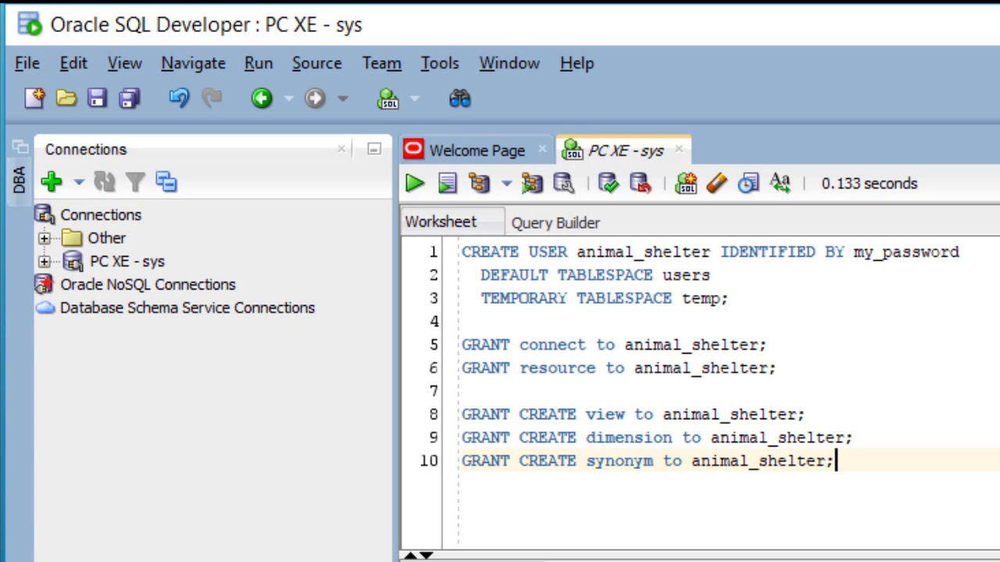 Oracle SQL Developer : PC XE - sys
File Edit View Navigate Run Source Team Tools Window Help
SQL
DBA
Connections
Connections
Other
PC XE - sys
Oracle NoSQL Connections
Database Schema Service Connections
Welcome Page
SQL PC XE - sys
SQL Aa 0.133 seconds
Worksheet Query Builder
1 CREATE USER animal_shelter IDENTIFIED BY my_password
2 DEFAULT TABLESPACE users
3 TEMPORARY TABLESPACE temp;
4
5 GRANT connect to animal_shelter;
6 GRANT resource to animal_shelter;
7
8 GRANT CREATE view to animal_shelter;
9 GRANT CREATE dimension to animal_shelter;
10 GRANT CREATE synonym to animal_shelter;